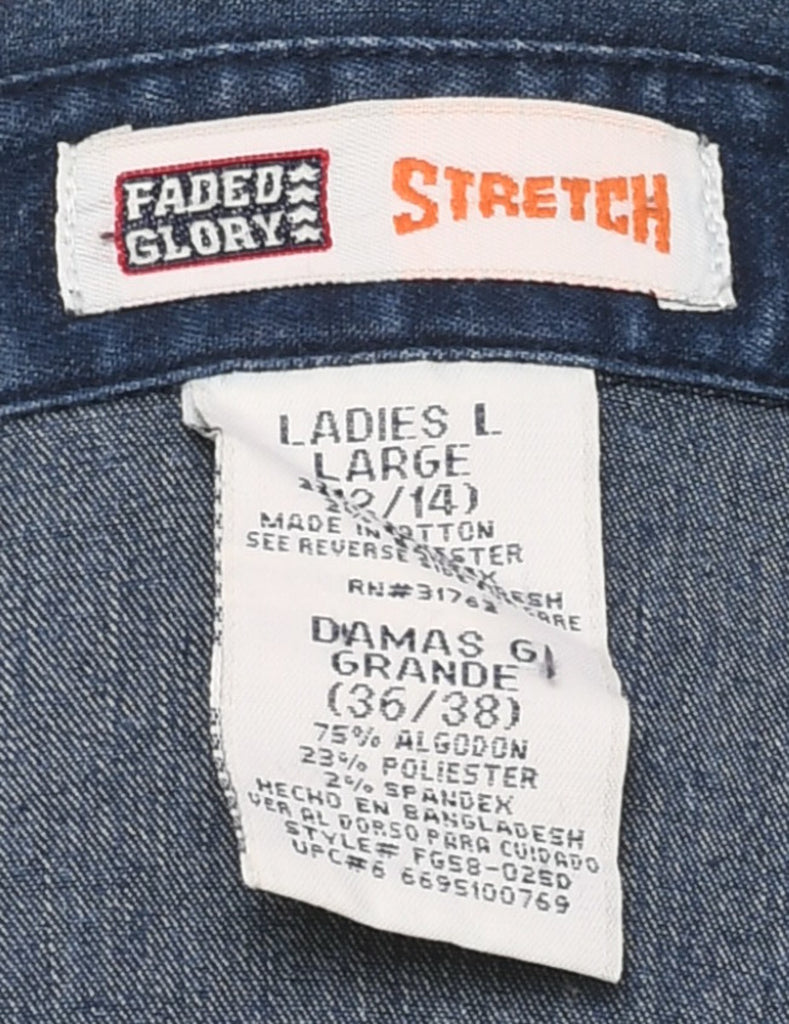 FADED
GLORY
STRETCH
LADIES L
LARGE
/14)
MADE IN
SEE REVERSE
RN#
DAMAS G
GRANDE
(36/38)
75% ALGODON
23% POLIESTER
2% SPANDEX
HECHO EN BANGLADESH
VER AL DORSO PARA CUIDADO
STYLE# FG58-025D
UPC#6 6695100769